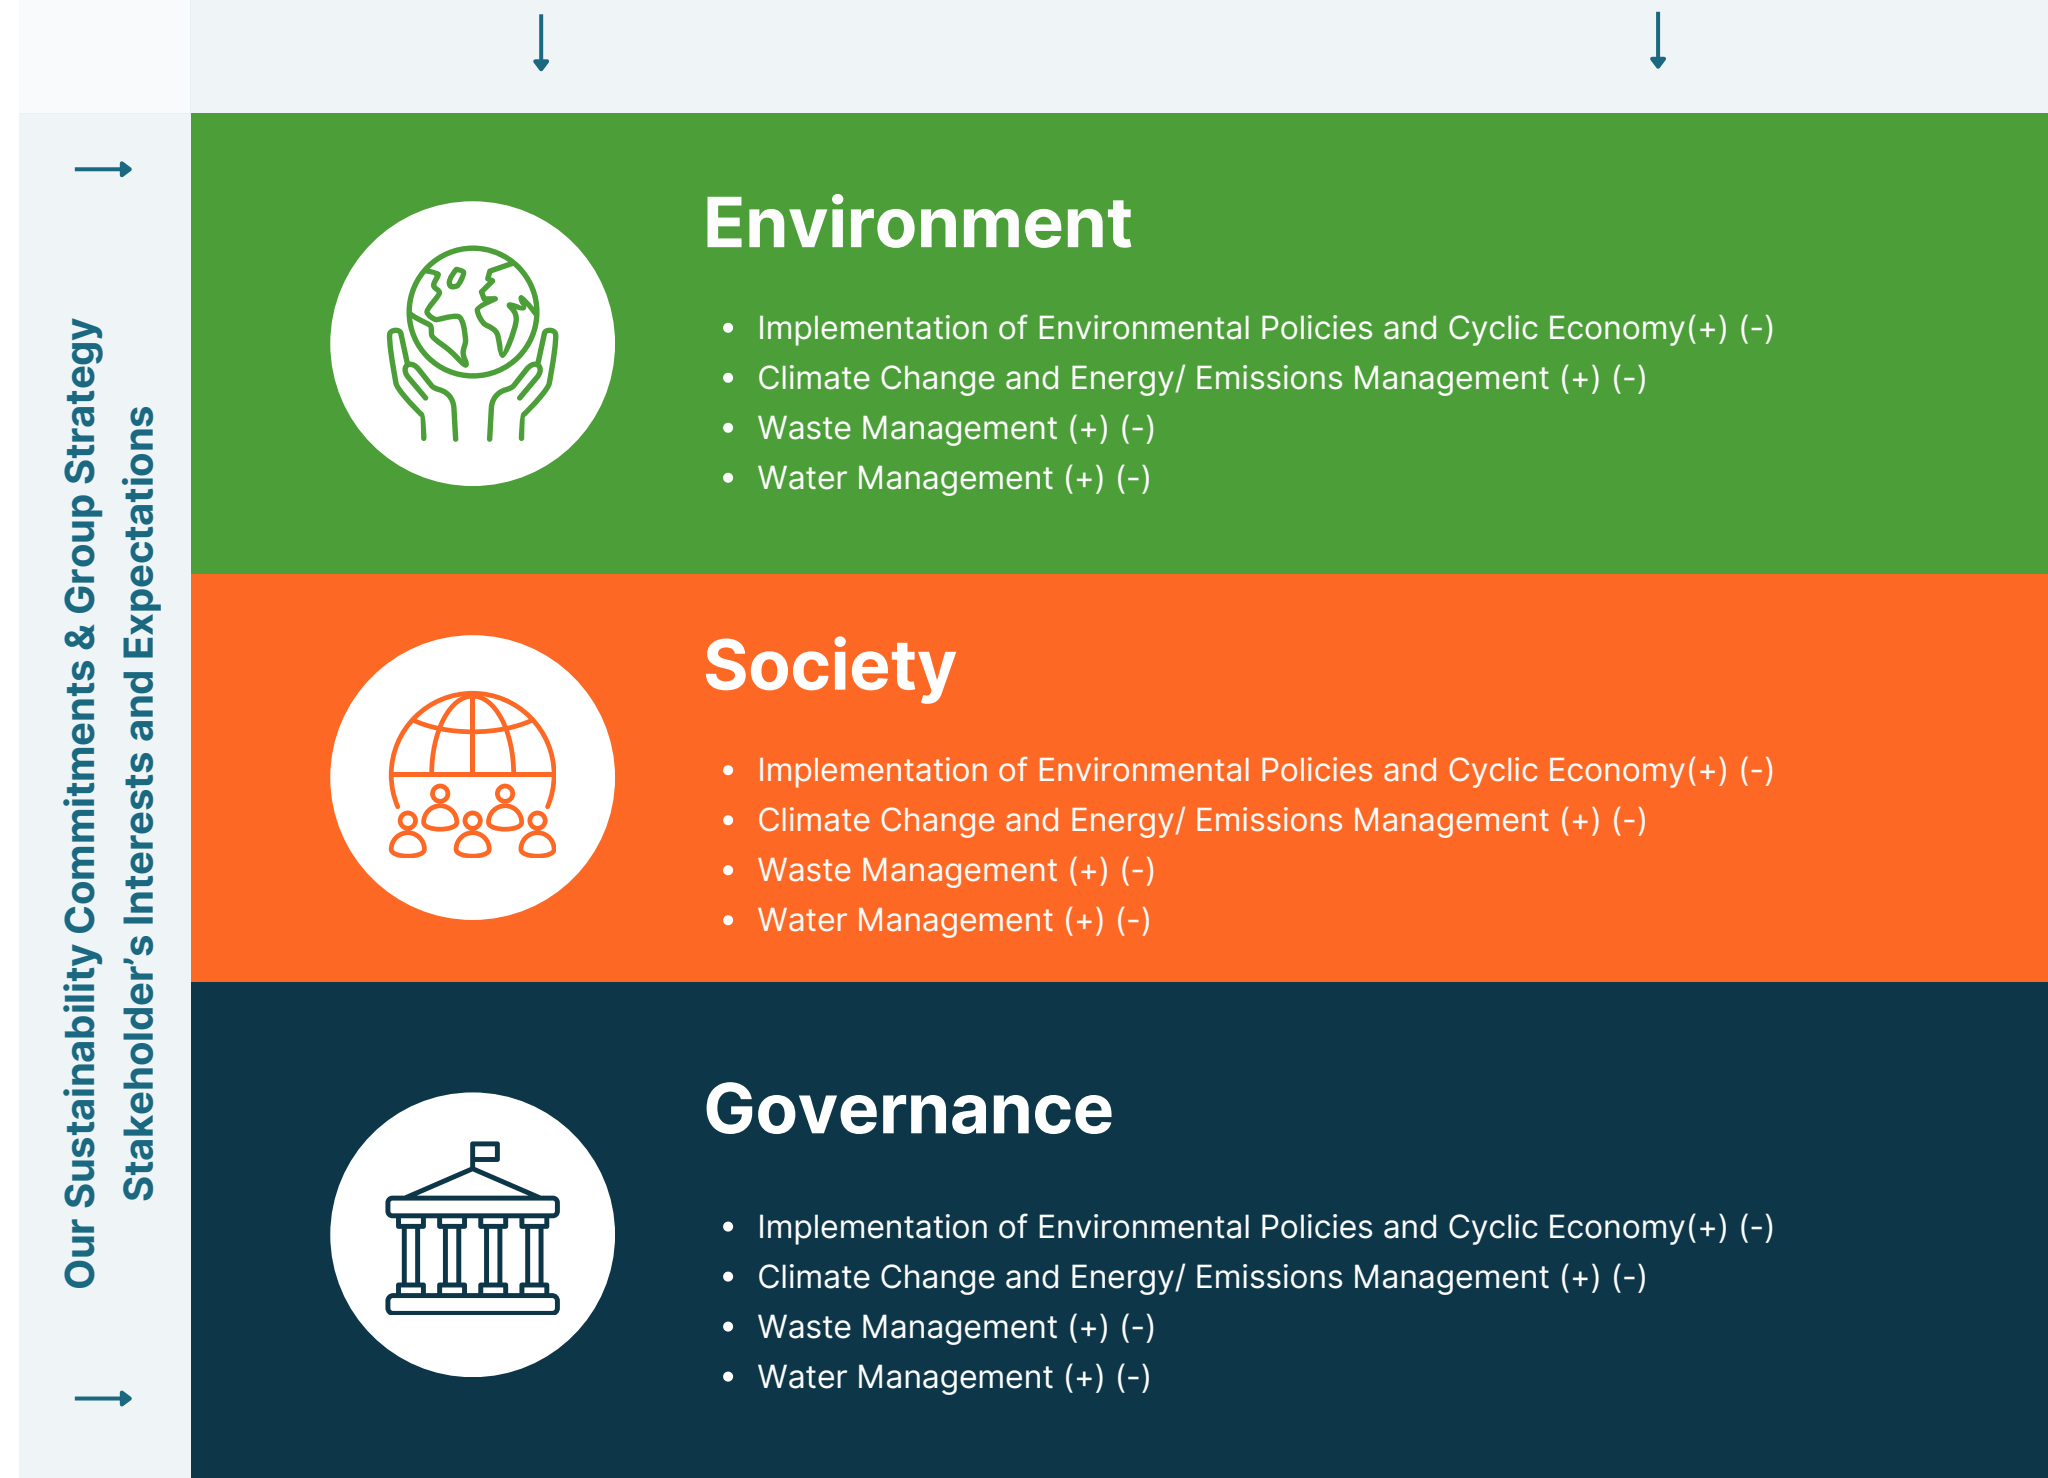 Our Sustainability Commitments & Group Strategy
Stakeholder’s Interests and Expectations
Environment
• Implementation of Environmental Policies and Cyclic Economy(+) (-)
• Climate Change and Energy/ Emissions Management (+) (-)
• Waste Management (+) (-)
• Water Management (+) (-)
Society
• Implementation of Environmental Policies and Cyclic Economy(+) (-)
• Climate Change and Energy/ Emissions Management (+) (-)
• Waste Management (+) (-)
• Water Management (+) (-)
Governance
• Implementation of Environmental Policies and Cyclic Economy(+) (-)
• Climate Change and Energy/ Emissions Management (+) (-)
• Waste Management (+) (-)
• Water Management (+) (-)